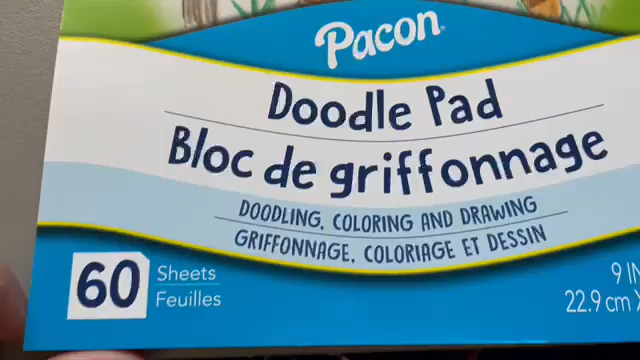 Pacon
Doodle Pad
Bloc de griffonnage
DOODLING, COLORING AND DRAWING
GRIFFONNAGE, COLORIAGE ET DESSIN
60
Sheets
Feuilles
9 IN
22.9 cm X